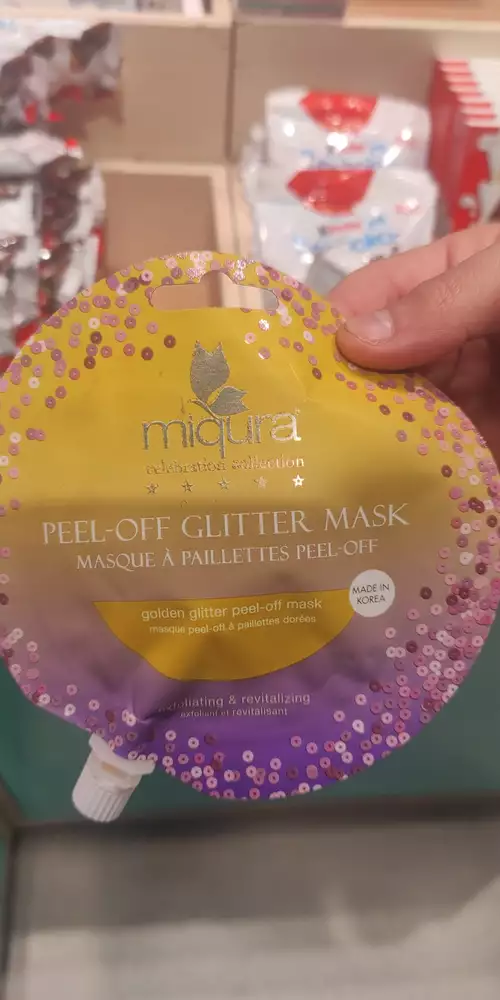 miqura
celebration collection
PEEL-OFF GLITTER MASK
MASQUE À PAILLETTES PEEL-OFF
MADE IN
KOREA
golden glitter peel-off mask
masque peel-off à paillettes dorées
exfoliating & revitalizing
exfoliant et revitalisant